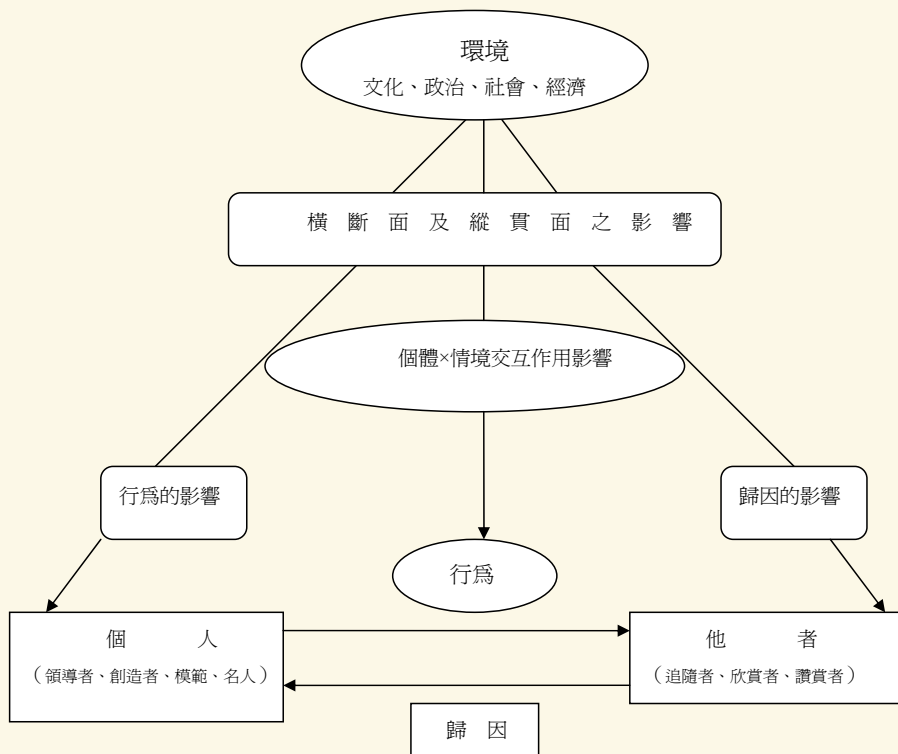 環境
文化、政治、社會、經濟
橫斷面及縱貫面之影響
個體×情境交互作用影響
行為的影響
歸因的影響
行為
個人
（領導者、創造者、模範、名人）
他者
（追隨者、欣賞者、讚賞者）
歸因